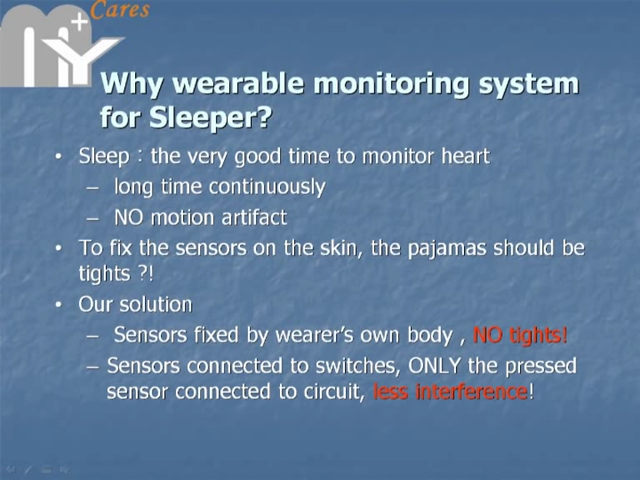 Cares
MY+
Why wearable monitoring system
for Sleeper?
• Sleep：the very good time to monitor heart
– long time continuously
– NO motion artifact
• To fix the sensors on the skin, the pajamas should be
tights ?!
• Our solution
– Sensors fixed by wearer's own body , NO tights!
– Sensors connected to switches, ONLY the pressed
sensor connected to circuit, less interference!